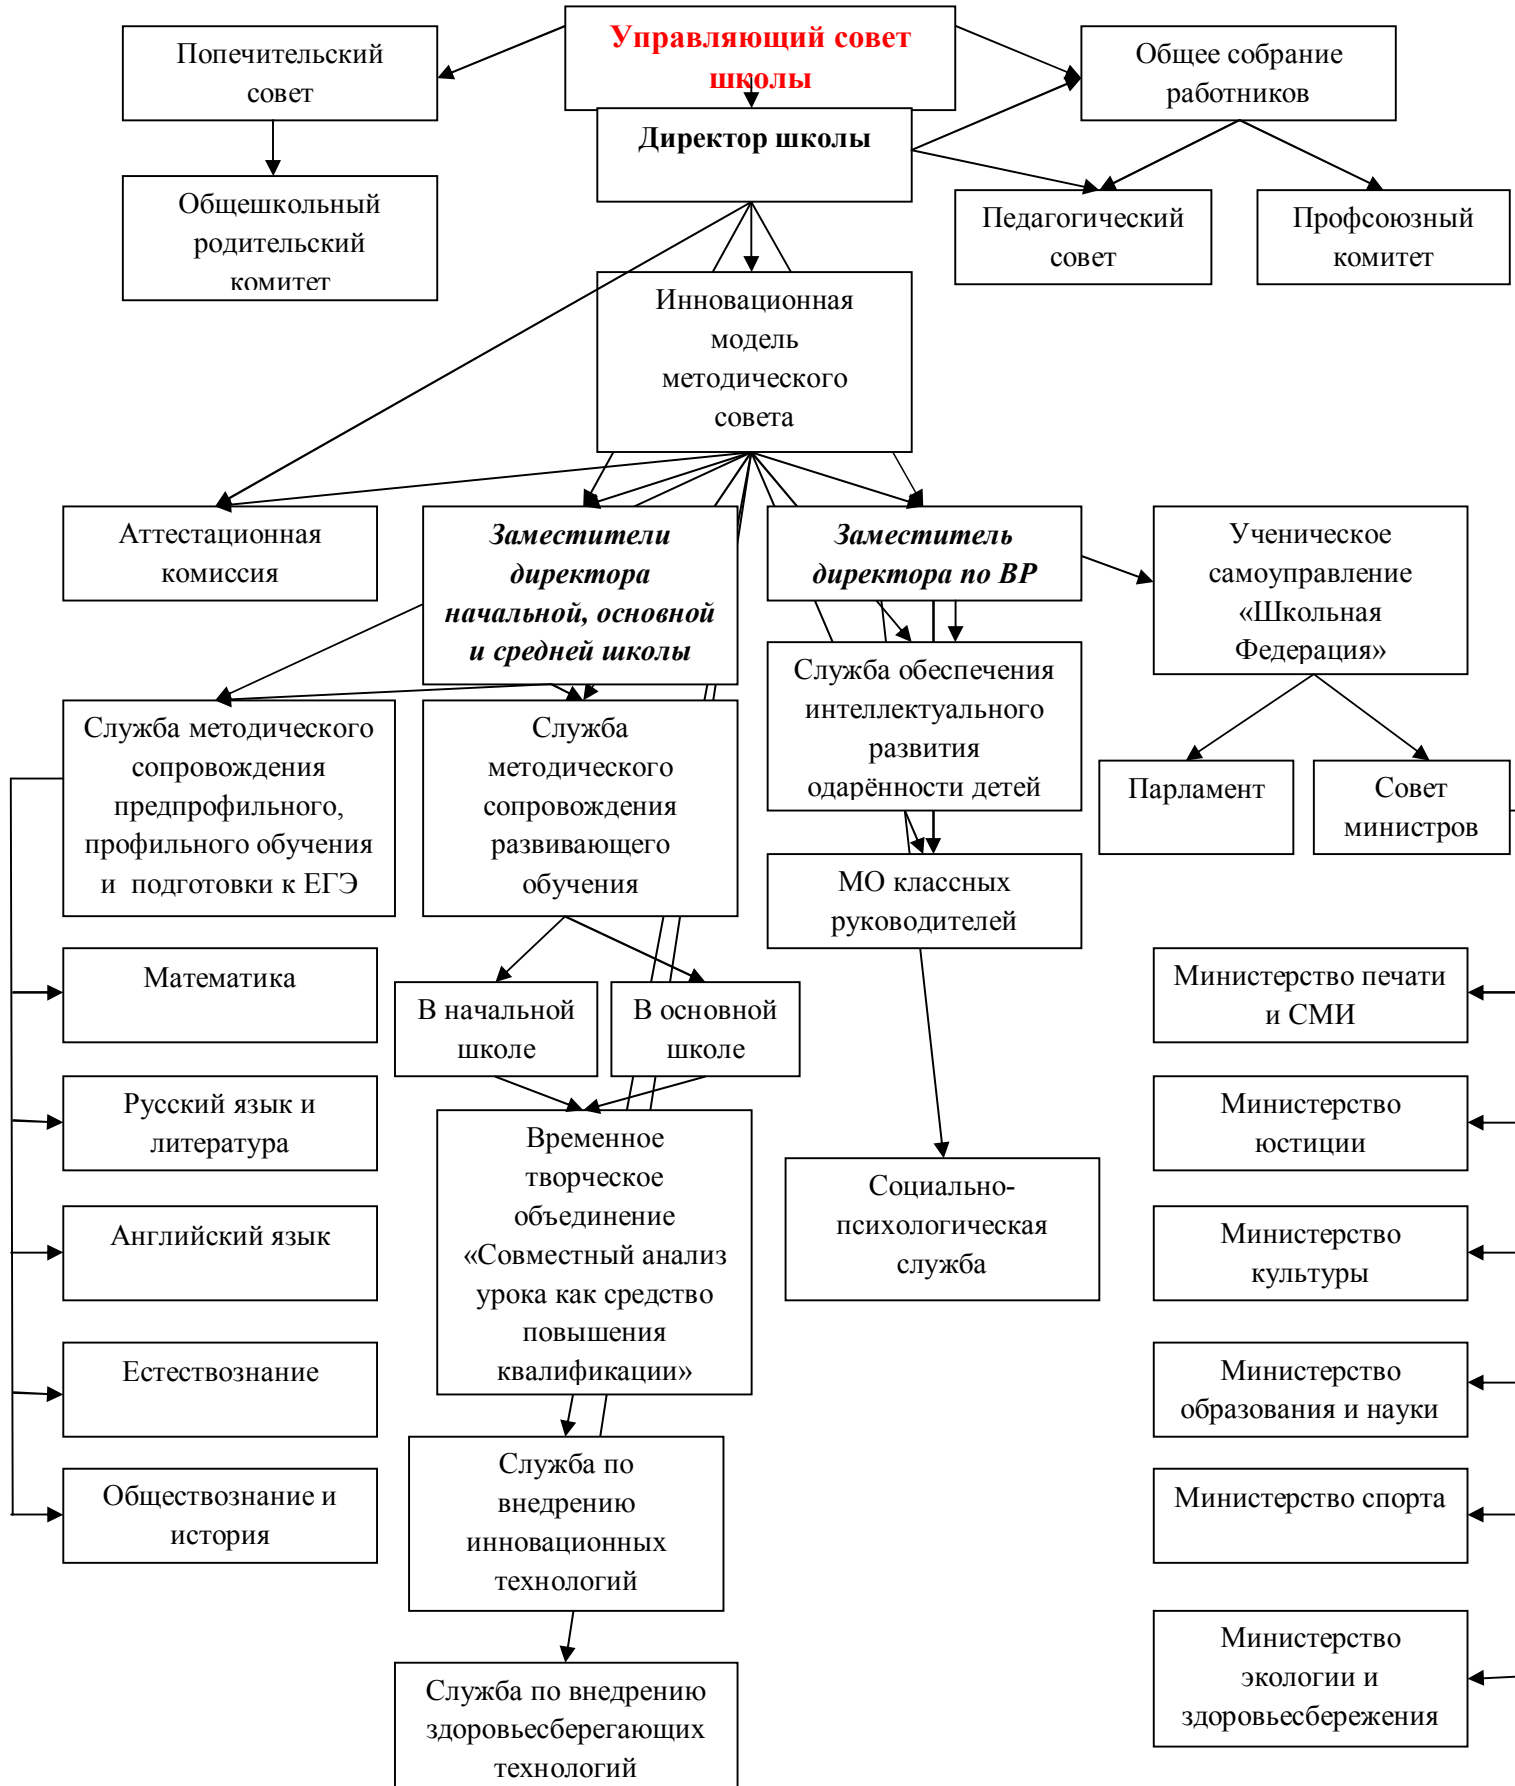 Управляющий совет
школы
Попечительский
совет
Общее собрание
работников
Директор школы
Общешкольный
родительский
комитет
Педагогический
совет
Профсоюзный
комитет
Инновационная
модель
методического
совета
Аттестационная
комиссия
Заместители
директора
начальной, основной
и средней школы
Заместитель
директора по ВР
Ученическое
самоуправление
«Школьная
Федерация»
Служба методического
сопровождения
предпрофильного,
профильного обучения
и подготовки к ЕГЭ
Служба
методического
сопровождения
развивающего
обучения
Служба обеспечения
интеллектуального
развития
одарённости детей
Парламент
Совет
министров
МО классных
руководителей
Математика
В начальной
школе
В основной
школе
Министерство печати
и СМИ
Русский язык и
литература
Временное
творческое
объединение
«Совместный анализ
урока как средство
повышения
квалификации»
Социально-
психологическая
служба
Министерство
юстиции
Английский язык
Министерство
культуры
Естествознание
Министерство
образования и науки
Обществознание и
история
Служба по
внедрению
инновационных
технологий
Министерство спорта
Служба по внедрению
здоровьесберегающих
технологий
Министерство
экологии и
здоровьесбережения